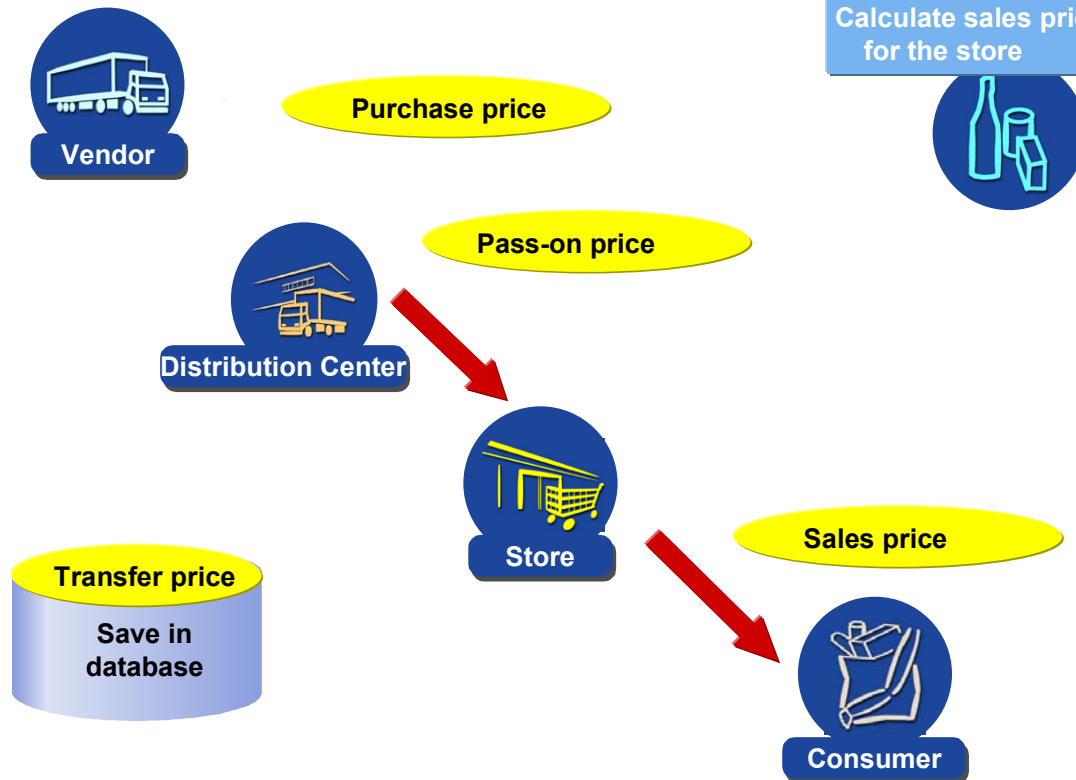 Calculate sales
for the store
Vendor
Purchase price
Pass-on price
Distribution Center
Store
Sales price
Transfer price
Save in
database
Consumer